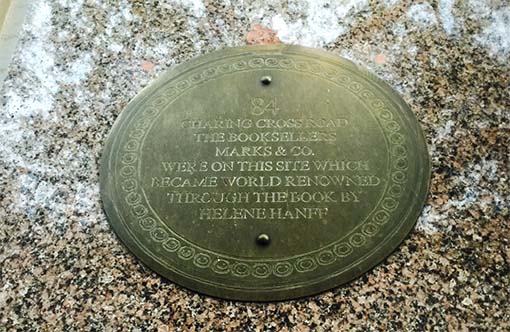 84
CHARING CROSS ROAD
THE BOOKSELLERS
MARKS & CO.
WERE ON THIS SITE WHICH
BECAME WORLD RENOWNED
THROUGH THE BOOK BY
HELENE HANFF